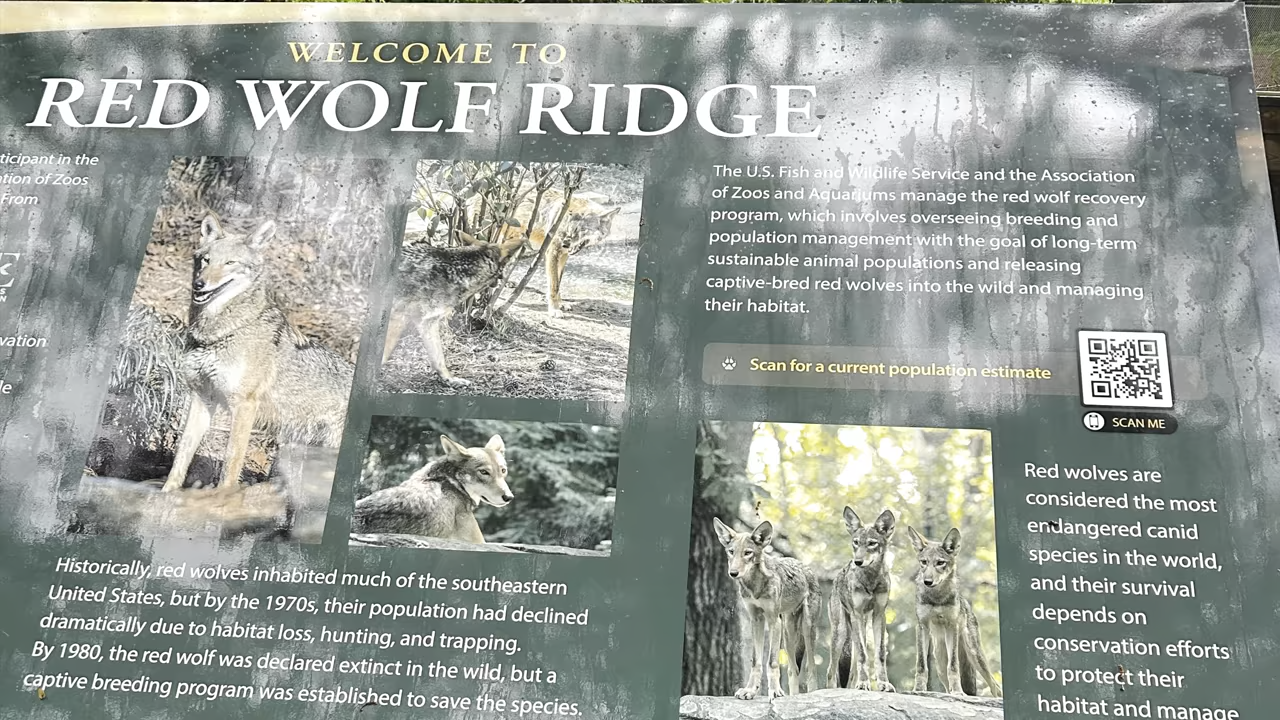 WELCOME TO
RED WOLF RIDGE
ticipant in the
tion of Zoos
From
vation
The U.S. Fish and Wildlife Service and the Association
of Zoos and Aquariums manage the red wolf recovery
program, which involves overseeing breeding and
population management with the goal of long-term
sustainable animal populations and releasing
captive-bred red wolves into the wild and managing
their habitat.
Scan for a current population estimate
SCAN ME
Red wolves are
considered the most
endangered canid
species in the world,
and their survival
depends on
conservation efforts
to protect their
habitat and manage
Historically, red wolves inhabited much of the southeastern
United States, but by the 1970s, their population had declined
dramatically due to habitat loss, hunting, and trapping.
By 1980, the red wolf was declared extinct in the wild, but a
captive breeding program was established to save the species.